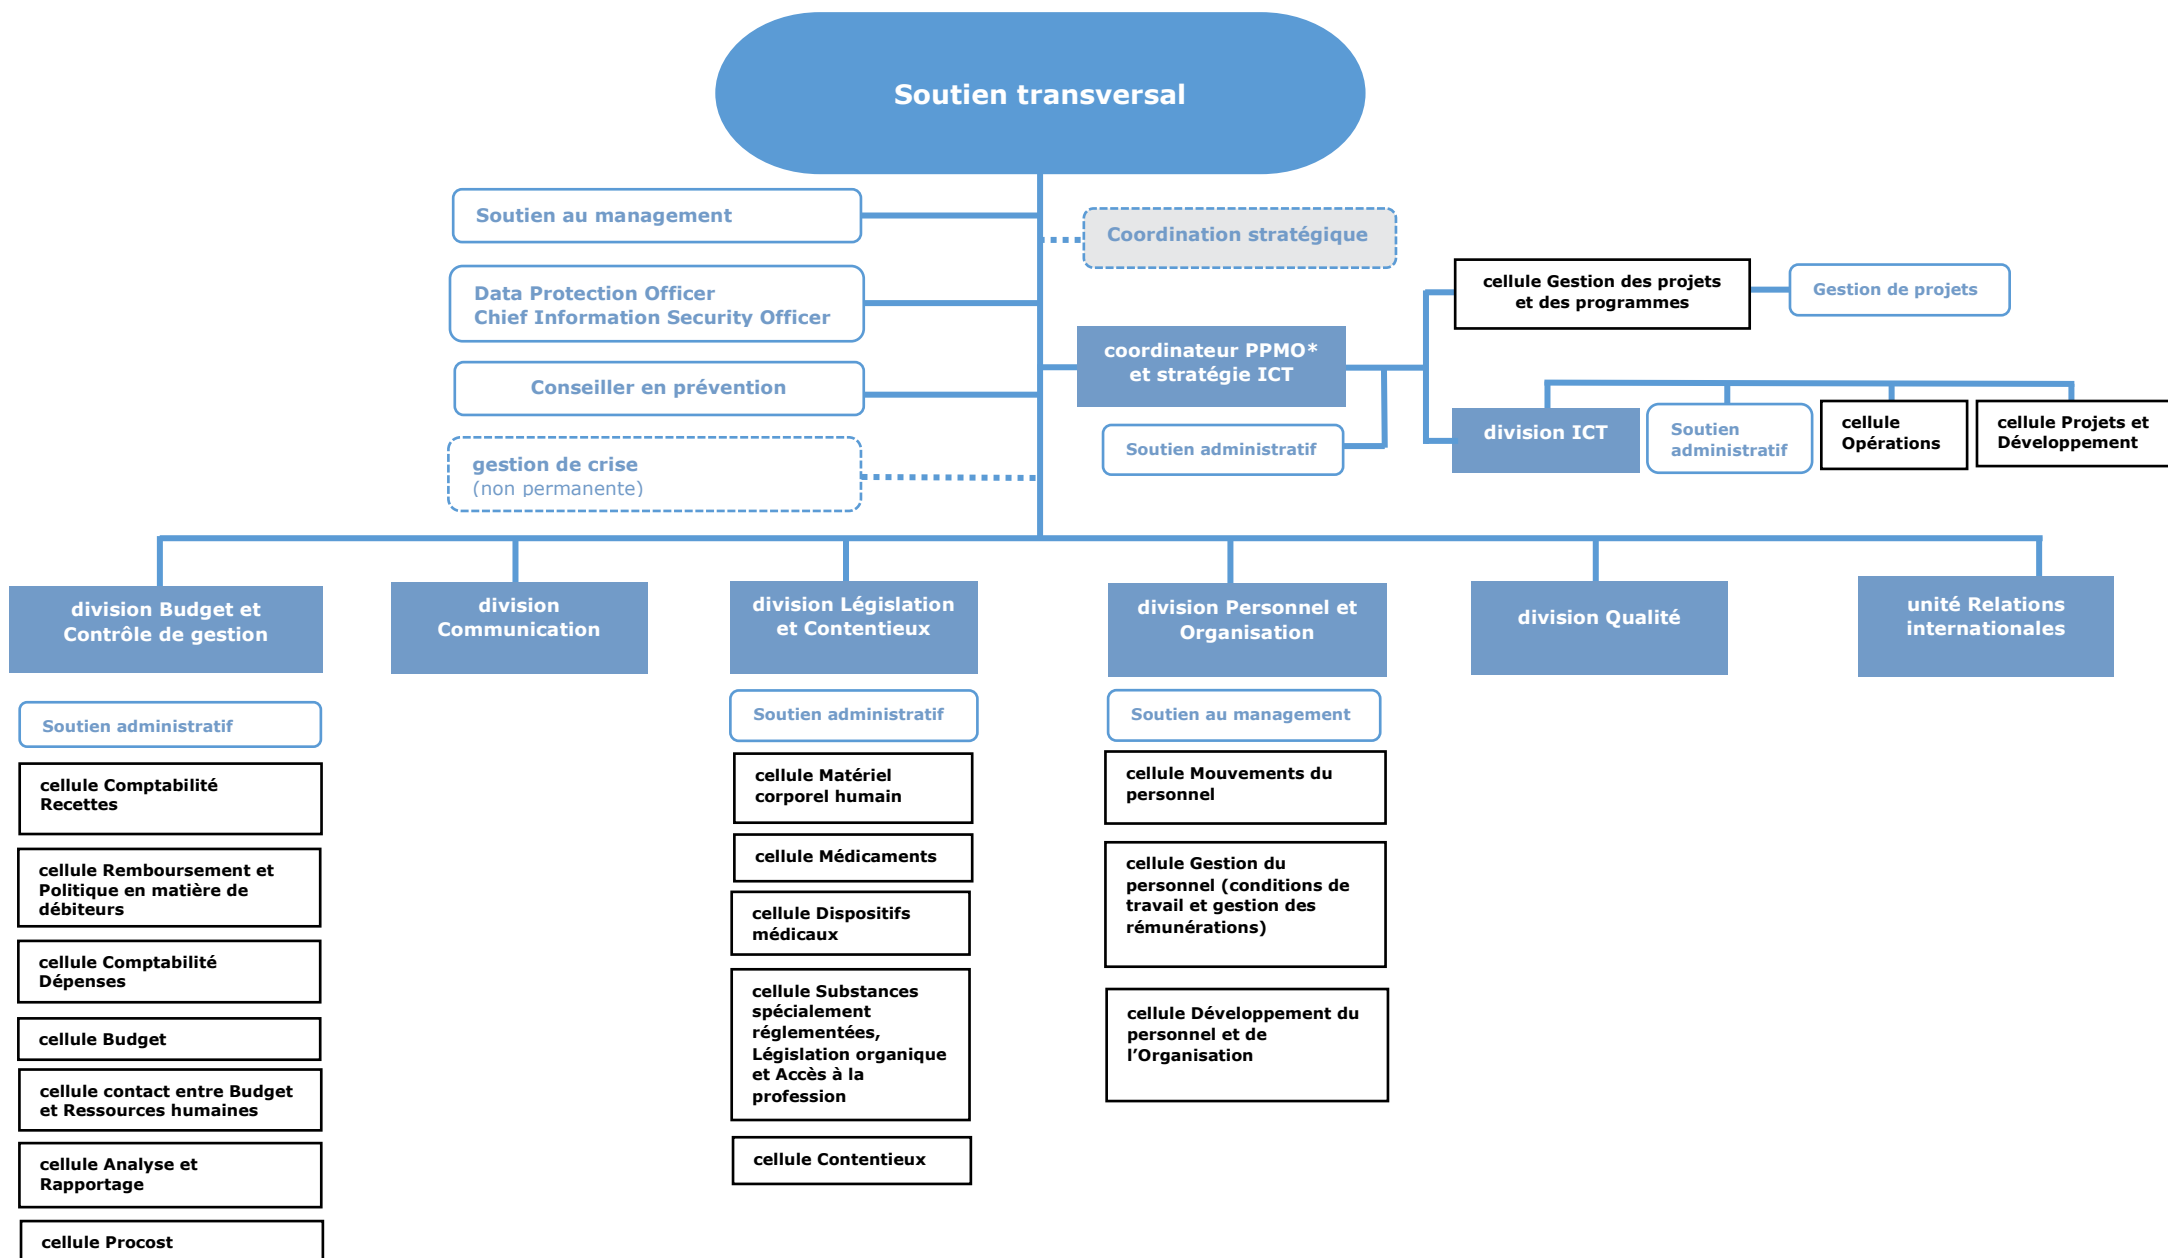 Soutien transversal
Soutien au management
Coordination stratégique
Data Protection Officer
Chief Information Security Officer
cellule Gestion des projets
et des programmes
Gestion de projets
coordinateur PPMO*
et stratégie ICT
Conseiller en prévention
Soutien administratif
division ICT
Soutien
administratif
cellule
Opérations
cellule Projets et
Développement
gestion de crise
(non permanente)
division Budget et
Contrôle de gestion
division
Communication
division Législation
et Contentieux
division Personnel et
Organisation
division Qualité
unité Relations
internationales
Soutien administratif
cellule Comptabilité
Recettes
cellule Remboursement et
Politique en matière de
débiteurs
cellule Comptabilité
Dépenses
cellule Budget
cellule contact entre Budget
et Ressources humaines
cellule Analyse et
Rapportage
cellule Procost
Soutien administratif
cellule Matériel
corporel humain
cellule Médicaments
cellule Dispositifs
médicaux
cellule Substances
spécialement
réglementées,
Législation organique
et Accès à la
profession
cellule Contentieux
Soutien au management
cellule Mouvements du
personnel
cellule Gestion du
personnel (conditions de
travail et gestion des
rémunérations)
cellule Développement du
personnel et de
l’Organisation